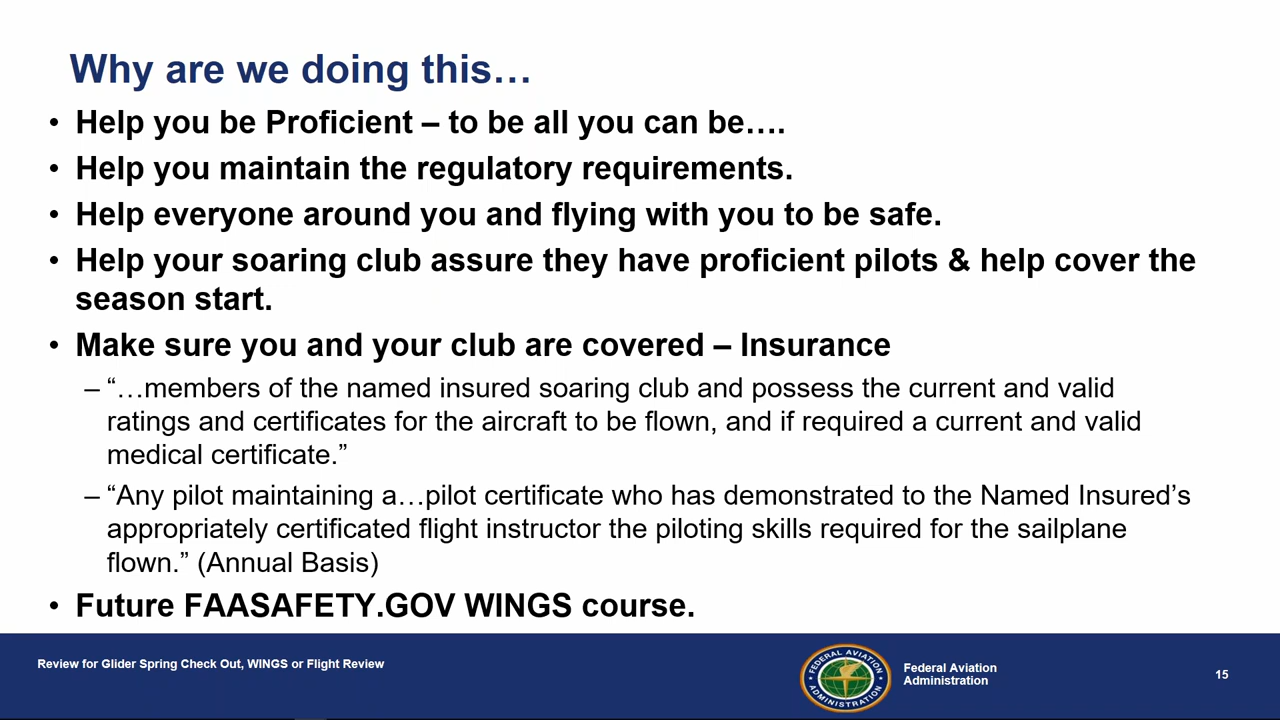 Why are we doing this…
• Help you be Proficient – to be all you can be….
• Help you maintain the regulatory requirements.
• Help everyone around you and flying with you to be safe.
• Help your soaring club assure they have proficient pilots & help cover the
season start.
• Make sure you and your club are covered – Insurance
– “…members of the named insured soaring club and possess the current and valid
ratings and certificates for the aircraft to be flown, and if required a current and valid
medical certificate.”
– “Any pilot maintaining a…pilot certificate who has demonstrated to the Named Insured’s
appropriately certificated flight instructor the piloting skills required for the sailplane
flown.” (Annual Basis)
• Future FAASAFETY.GOV WINGS course.
Review for Glider Spring Check Out, WINGS or Flight Review
FEDERAL AVIATION
ADMINISTRATION
Federal Aviation
Administration
15